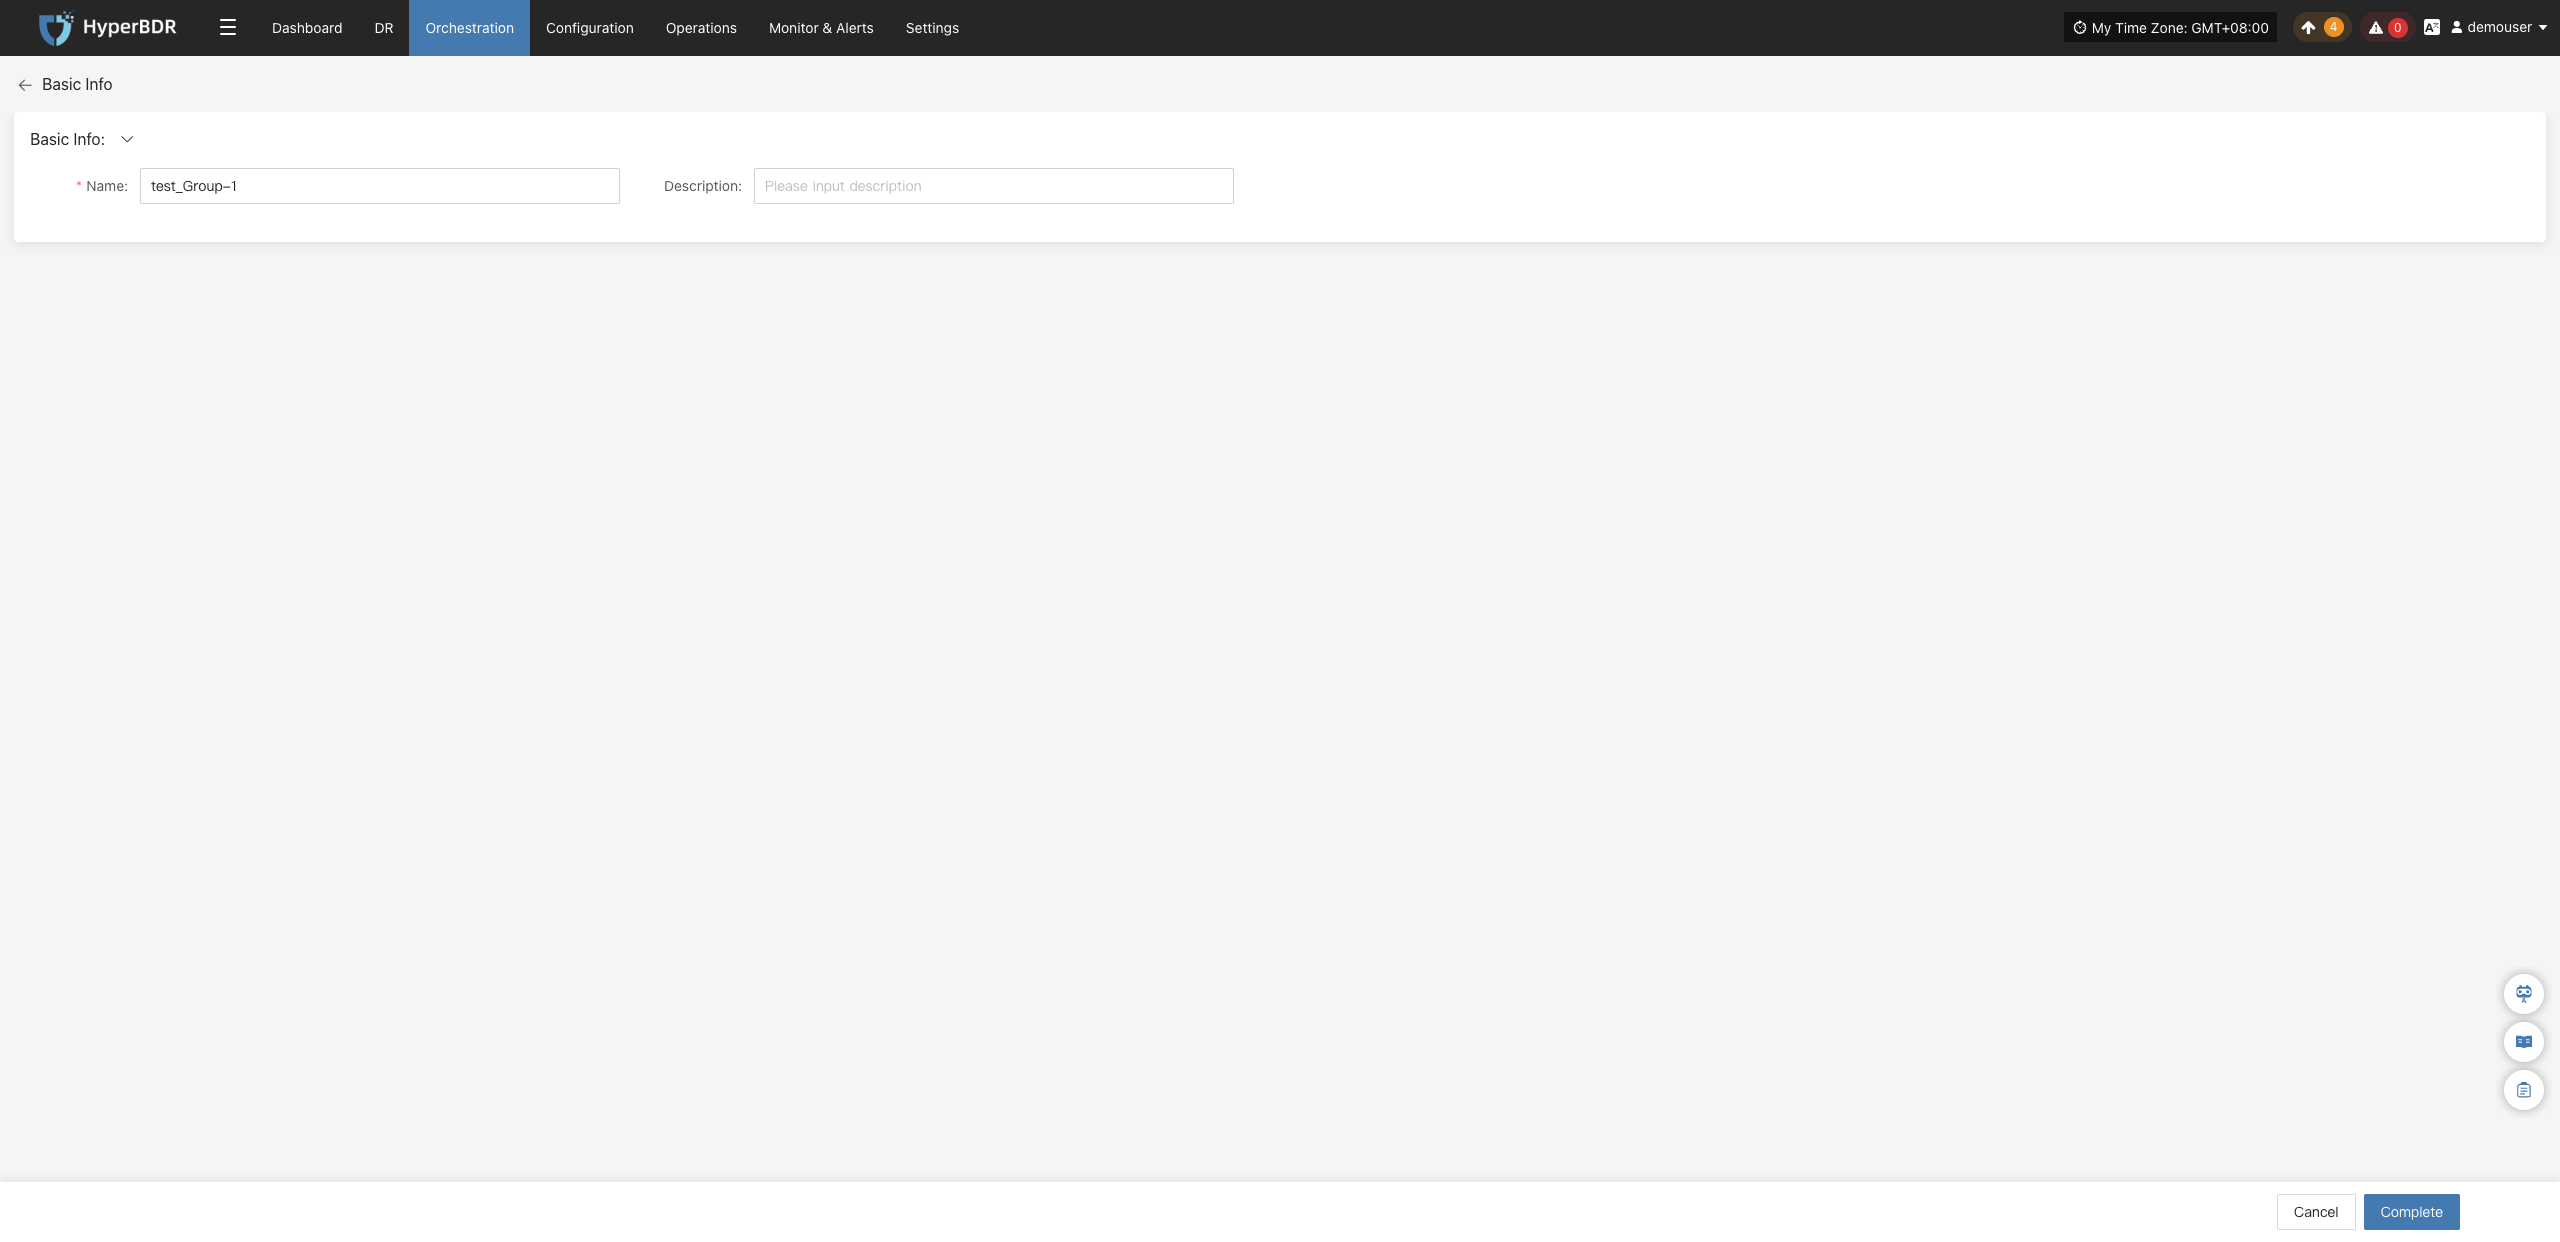 HyperBDR Dashboard DR Orchestration Configuration Operations Monitor & Alerts Settings My Time Zone: GMT+08:00 4 0 demouser
Basic Info
Basic Info:
* Name: test_Group-1 Description: Please input description
Cancel Complete